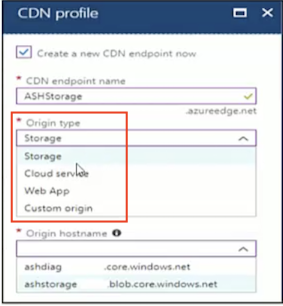 CDN profile
Create a new CDN endpoint now
* CDN endpoint name
ASHStorage
.azureedge.net
* Origin type
Storage
Storage
Cloud service
Web App
Custom origin
* Origin hostname
ashdiag .core.windows.net
ashstorage .blob.core.windows.net